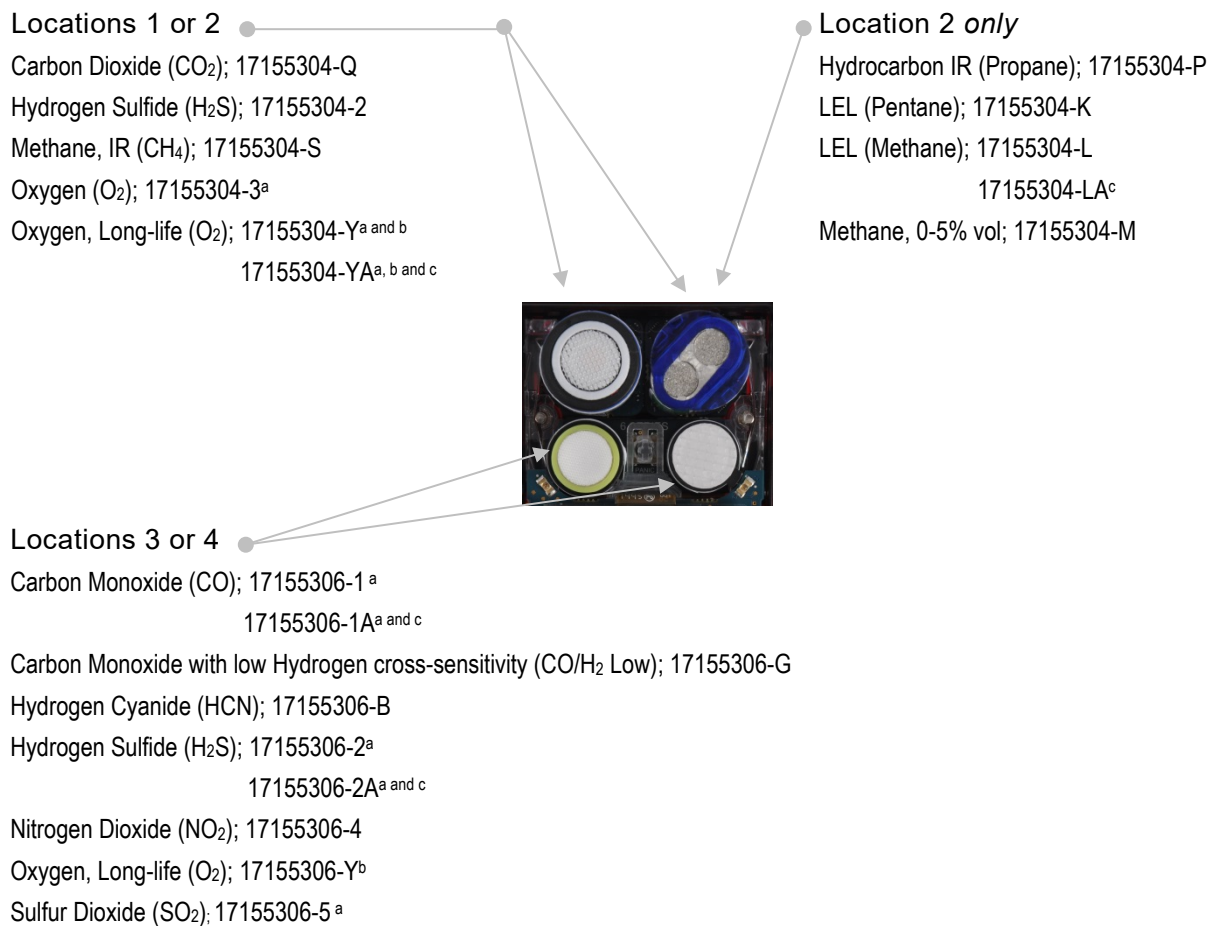 Locations 1 or 2
Carbon Dioxide (CO₂); 17155304-Q
Hydrogen Sulfide (H₂S); 17155304-2
Methane, IR (CH₄); 17155304-S
Oxygen (O₂); 17155304-3ᵃ
Oxygen, Long-life (O₂); 17155304-Yᵃ ᵃⁿᵈ ᵇ
17155304-YAᵃ, ᵇ ᵃⁿᵈ ᶜ
Location 2 only
Hydrocarbon IR (Propane); 17155304-P
LEL (Pentane); 17155304-K
LEL (Methane); 17155304-L
17155304-LAᶜ
Methane, 0-5% vol; 17155304-M
Locations 3 or 4
Carbon Monoxide (CO); 17155306-1 ᵃ
17155306-1Aᵃ ᵃⁿᵈ ᶜ
Carbon Monoxide with low Hydrogen cross-sensitivity (CO/H₂ Low); 17155306-G
Hydrogen Cyanide (HCN); 17155306-B
Hydrogen Sulfide (H₂S); 17155306-2ᵃ
17155306-2Aᵃ ᵃⁿᵈ ᶜ
Nitrogen Dioxide (NO₂); 17155306-4
Oxygen, Long-life (O₂); 17155306-Yᵇ
Sulfur Dioxide (SO₂); 17155306-5 ᵃ